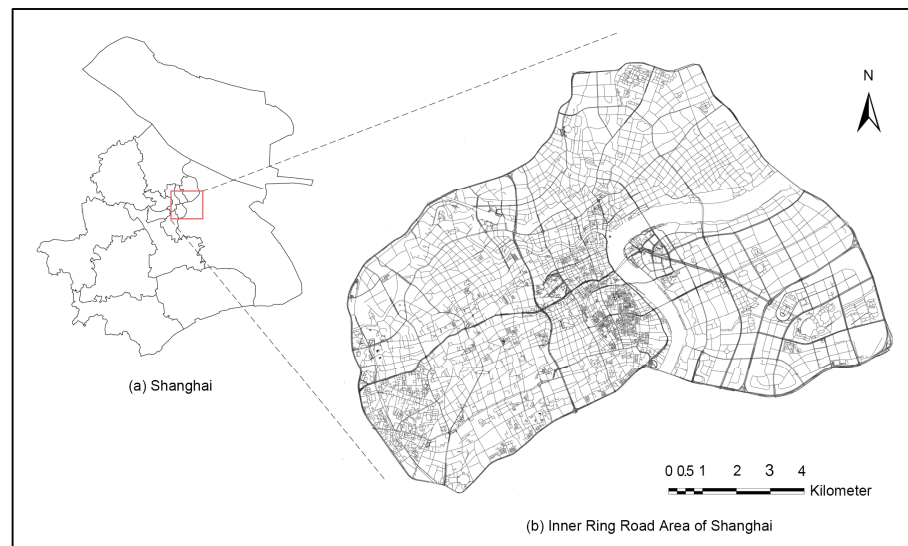 N
(a) Shanghai
0 0.5 1 2 3 4
Kilometer
(b) Inner Ring Road Area of Shanghai